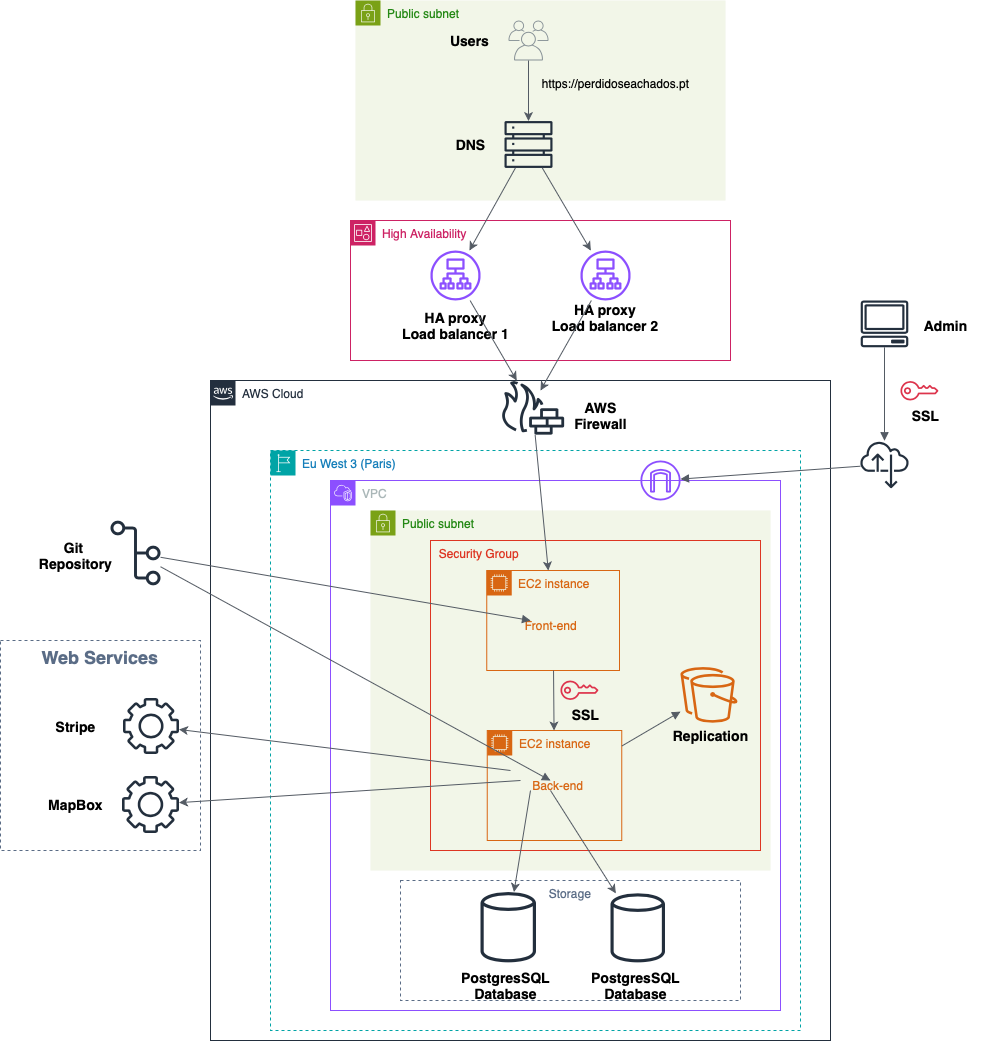 Public subnet
Users
https://perdidoseachados.pt
DNS
High Availability
HA proxy
Load balancer 1
HA proxy
Load balancer 2
Admin
SSL
aws
AWS Cloud
AWS
Firewall
Eu West 3 (Paris)
VPC
Public subnet
Security Group
Git
Repository
EC2 instance
Front-end
Web Services
SSL
Stripe
Replication
EC2 instance
Back-end
MapBox
Storage
PostgresSQL
Database
PostgresSQL
Database